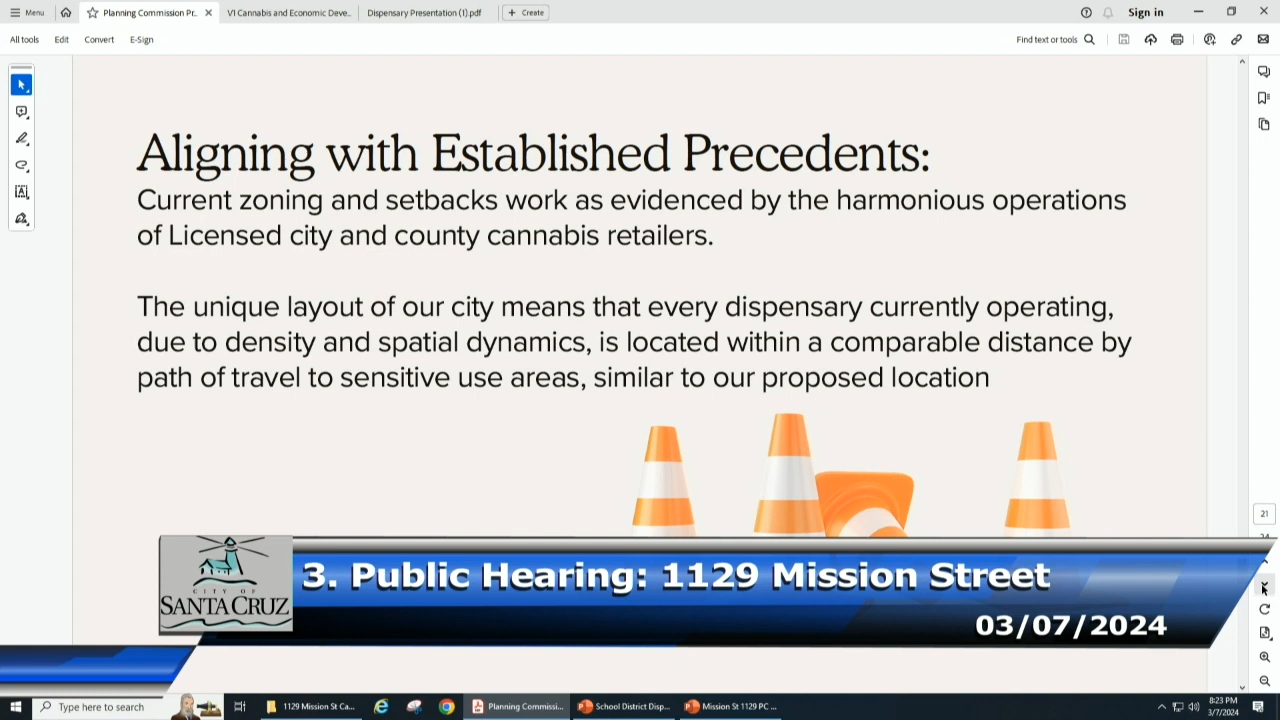 Menu
Planning Commission Pr..
VI Cannabis and Economic Deve..
Dispensary Presentation (1).pdf
Create
Sign in
All tools
Edit
Convert
E-Sign
Find text or tools
Aligning with Established Precedents:
Current zoning and setbacks work as evidenced by the harmonious operations
of Licensed city and county cannabis retailers.
The unique layout of our city means that every dispensary currently operating,
due to density and spatial dynamics, is located within a comparable distance by
path of travel to sensitive use areas, similar to our proposed location
21
24
CITY OF
SANTA CRUZ
3. Public Hearing: 1129 Mission Street
03/07/2024
Type here to search
1129 Mission St Ca...
Planning Commissi...
School District Disp...
Mission St 1129 PC ...
8:23 PM
3/7/2024